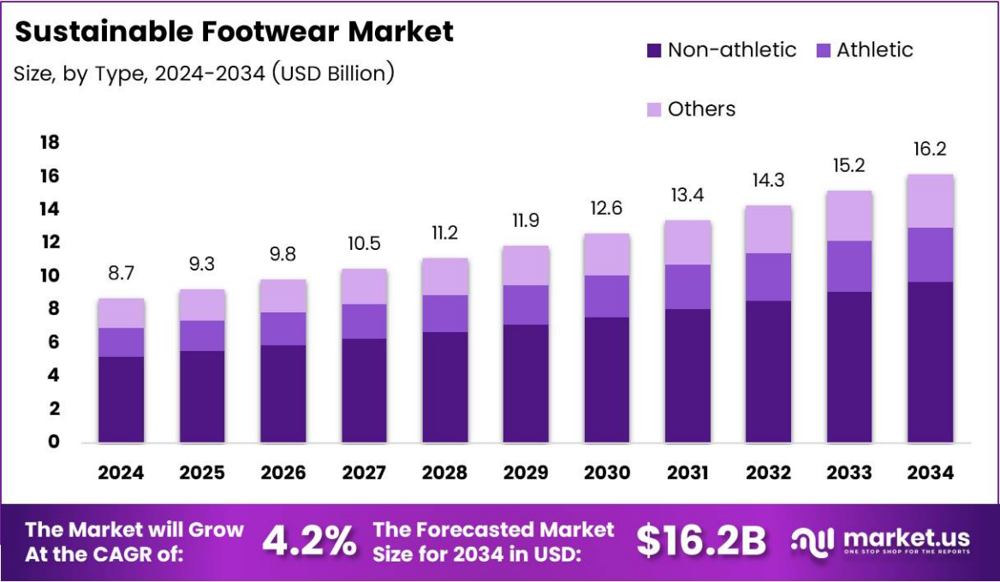 Sustainable Footwear Market
Size, by Type, 2024-2034 (USD Billion)
Non-athletic
Athletic
Others
18
16
14
12
10
8
6
4
2
0
8.7
9.3
9.8
10.5
11.2
11.9
12.6
13.4
14.3
15.2
16.2
2024
2025
2026
2027
2028
2029
2030
2031
2032
2033
2034
The Market will Grow
At the CAGR of:
4.2%
The Forecasted Market
Size for 2034 in USD:
$16.2B
market.us
ONE STOP SHOP FOR THE REPORTS